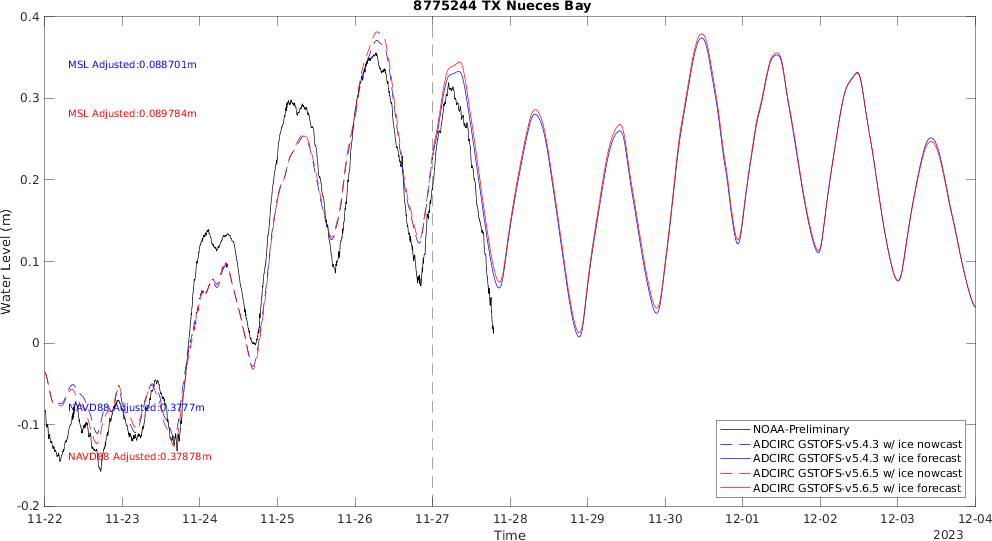 8775244 TX Nueces Bay
0.4
0.3
0.2
0.1
0
-0.1
-0.2
Water Level (m)
MSL Adjusted:0.088701m
MSL Adjusted:0.089784m
NAVD88 Adjusted:0.3777m
NAVD88 Adjusted:0.37878m
NOAA-Preliminary
ADCIRC GSTOFS-v5.4.3 w/ ice nowcast
ADCIRC GSTOFS-v5.4.3 w/ ice forecast
ADCIRC GSTOFS-v5.6.5 w/ ice nowcast
ADCIRC GSTOFS-v5.6.5 w/ ice forecast
11-22 11-23 11-24 11-25 11-26 11-27 11-28 11-29 11-30 12-01 12-02 12-03 12-04
Time
2023